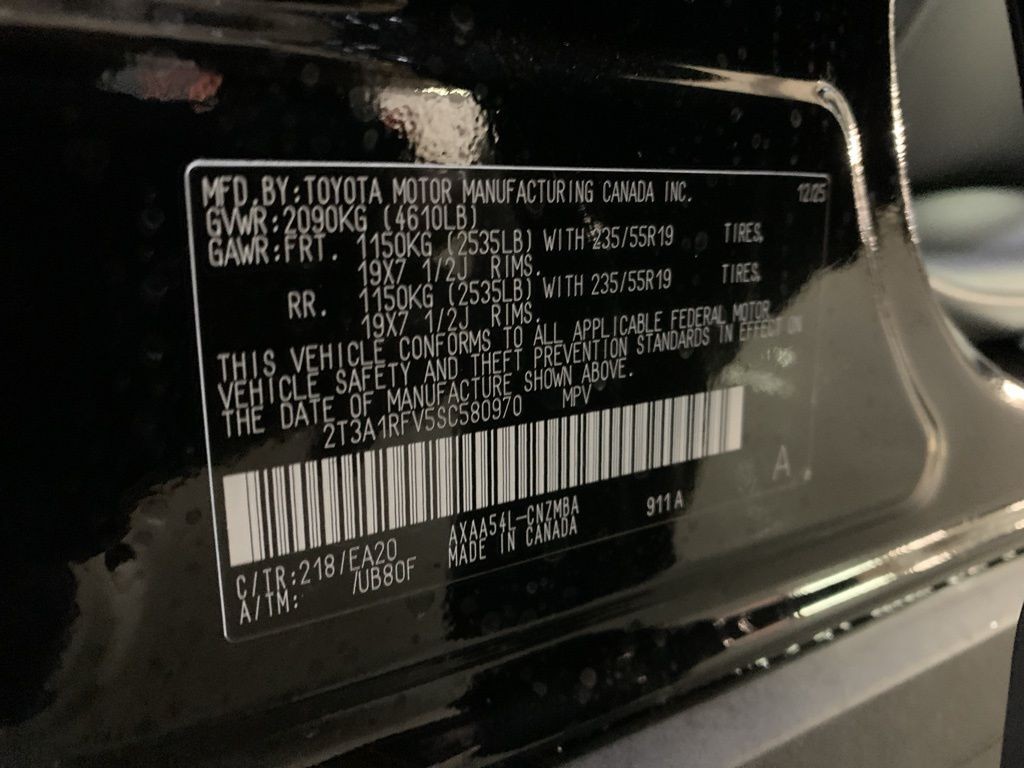 MFD.BY:TOYOTA MOTOR MANUFACTURING CANADA INC. 12/25
GVWR:2090KG (4610LB)
GAWR:FRT. 1150KG (2535LB) WITH 235/55R19 TIRES,
19X7 1/2J RIMS.
RR. 1150KG (2535LB) WITH 235/55R19 TIRES,
19X7 1/2J RIMS.
THIS VEHICLE CONFORMS TO ALL APPLICABLE FEDERAL MOTOR
VEHICLE SAFETY AND THEFT PREVENTION STANDARDS IN EFFECT ON
THE DATE OF MANUFACTURE SHOWN ABOVE.
2T3A1RFV5SC580970 MPV
A
C/TR:218/EA20 AXAA54L-CNZMBA 911A
A/TM: /UB80F MADE IN CANADA